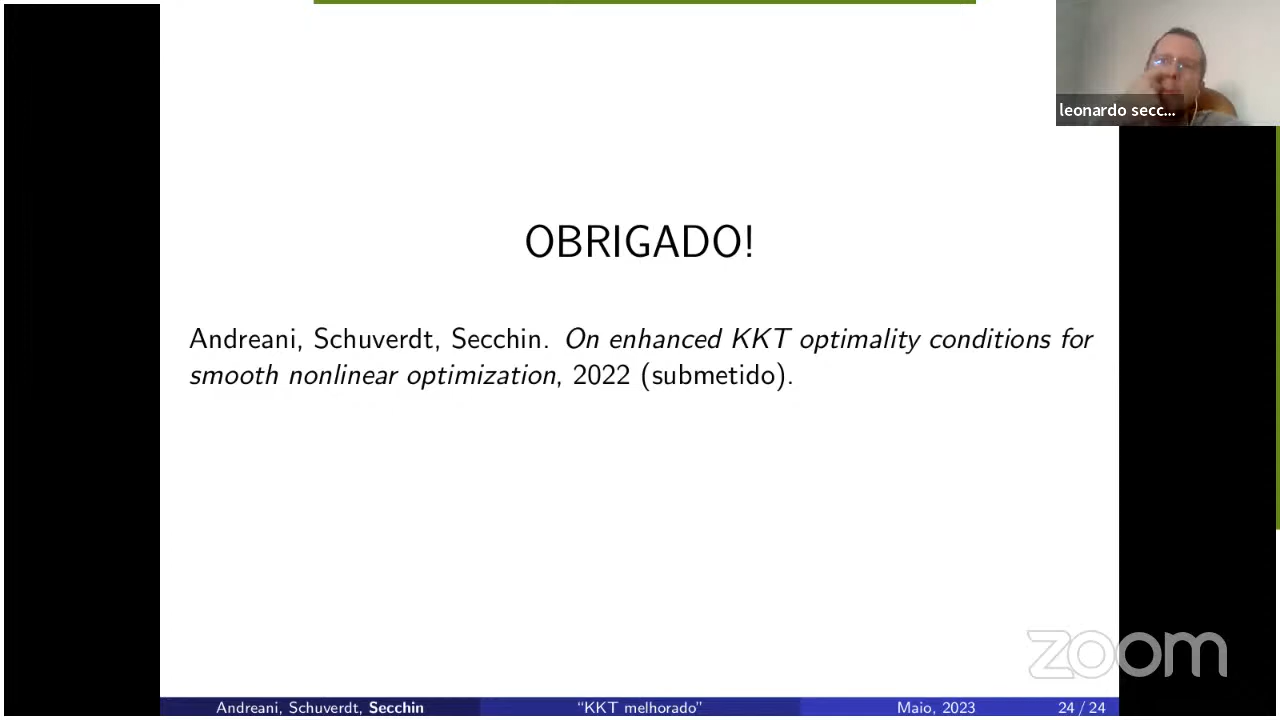 leonardo secc...
OBRIGADO!
Andreani, Schuverdt, Secchin. On enhanced KKT optimality conditions for
smooth nonlinear optimization, 2022 (submetido).
zoom
Andreani, Schuverdt, Secchin “KKT melhorado” Maio, 2023 24 / 24